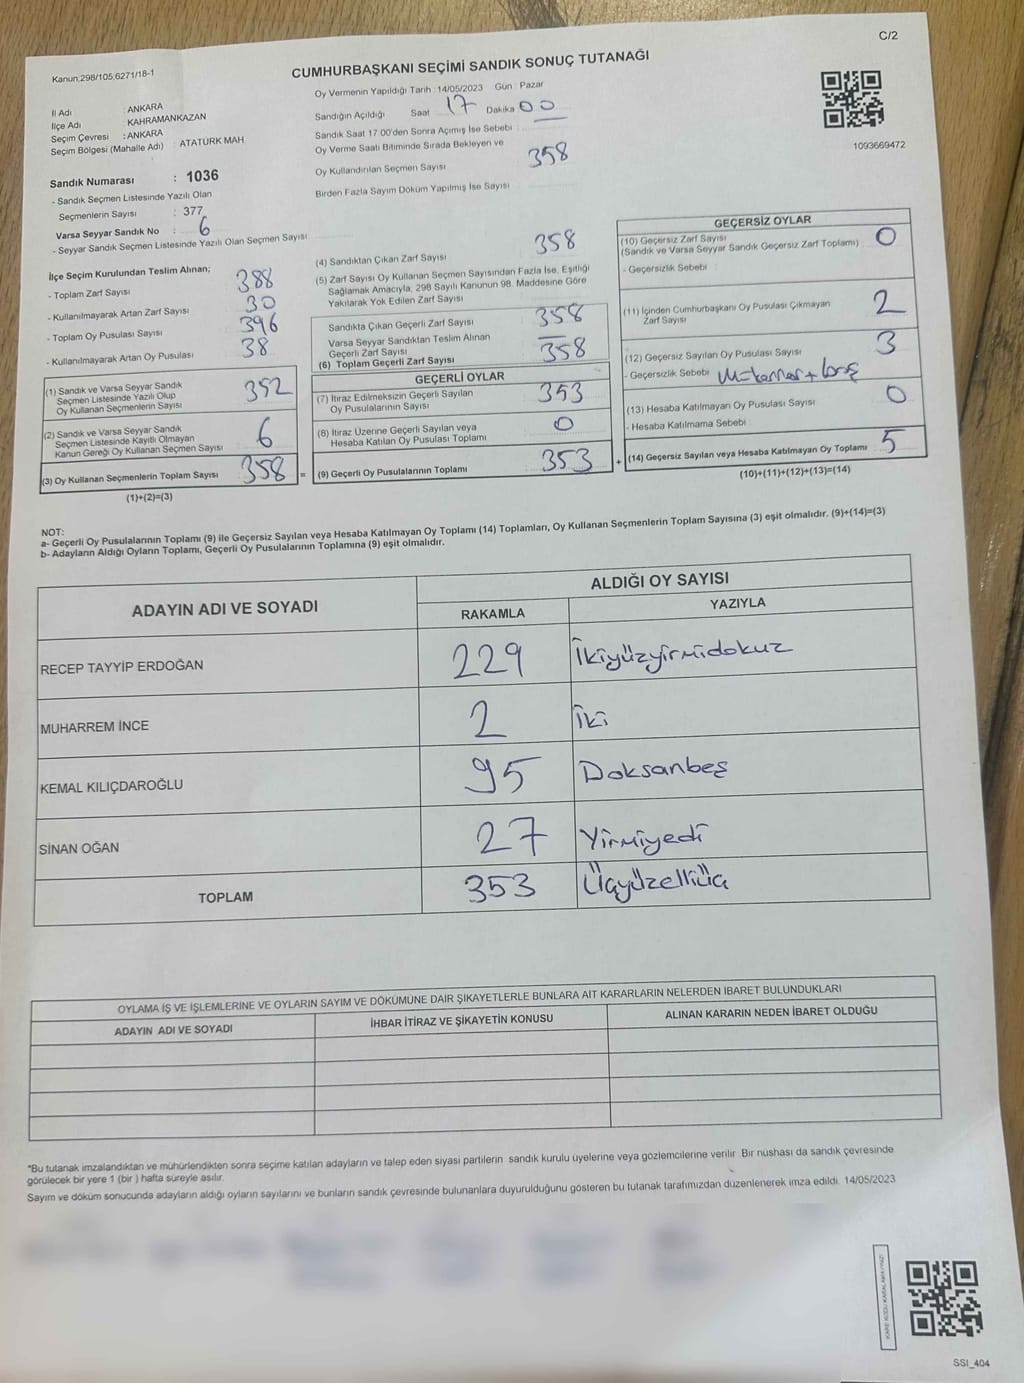 C/2
Kanun:298/105,6271/18-1
CUMHURBAŞKANI SEÇİMİ SANDIK SONUÇ TUTANAĞI
İl Adı : ANKARA
İlçe Adı : KAHRAMANKAZAN
Seçim Çevresi : ANKARA
Seçim Bölgesi (Mahalle Adı) : ATATÜRK MAH
Sandık Numarası : 1036
- Sandık Seçmen Listesinde Yazılı Olan
Seçmenlerin Sayısı : 377
Varsa Seyyar Sandık No : 6
- Seyyar Sandık Seçmen Listesinde Yazılı Olan Seçmen Sayısı
Oy Vermenin Yapıldığı Tarih :14/05/2023 Gün : Pazar
Sandığın Açıldığı Saat 17 Dakika 00
Sandık Saat 17:00'den Sonra Açımış İse Sebebi
Oy Verme Saati Bitiminde Sırada Bekleyen ve
Oy Kullandırılan Seçmen Sayısı 358
Birden Fazla Sayım Döküm Yapılmış İse Sayısı
1093669472
İlçe Seçim Kurulundan Teslim Alınan;
- Toplam Zarf Sayısı 388
- Kullanılmayarak Artan Zarf Sayısı 30
- Toplam Oy Pusulası Sayısı 396
- Kullanılmayarak Artan Oy Pusulası 38
(1) Sandık ve Varsa Seyyar Sandık
Seçmen Listesinde Yazılı Olup
Oy Kullanan Seçmenlerin Sayısı 352
(2) Sandık ve Varsa Seyyar Sandık
Seçmen Listesinde Kayıtlı Olmayan
Kanun Gereği Oy Kullanan Seçmen Sayısı 6
(3) Oy Kullanan Seçmenlerin Toplam Sayısı 358 =
(1)+(2)=(3)
(4) Sandıktan Çıkan Zarf Sayısı 358
(5) Zarf Sayısı Oy Kullanan Seçmen Sayısından Fazla İse, Eşitliği
Sağlamak Amacıyla, 298 Sayılı Kanunun 98. Maddesine Göre
Yakılarak Yok Edilen Zarf Sayısı
Sandıkta Çıkan Geçerli Zarf Sayısı 358
Varsa Seyyar Sandıktan Teslim Alınan
Geçerli Zarf Sayısı —
(6) Toplam Geçerli Zarf Sayısı 358
GEÇERLİ OYLAR
(7) İtiraz Edilmeksizin Geçerli Sayılan
Oy Pusulalarının Sayısı 353
(8) İtiraz Üzerine Geçerli Sayılan veya
Hesaba Katılan Oy Pusulası Toplamı 0
(9) Geçerli Oy Pusulalarının Toplamı 353 +
GEÇERSİZ OYLAR
(10) Geçersiz Zarf Sayısı 0
(Sandık ve Varsa Seyyar Sandık Geçersiz Zarf Toplamı)
- Geçersizlik Sebebi
(11) İçinden Cumhurbaşkanı Oy Pusulası Çıkmayan
Zarf Sayısı 2
(12) Geçersiz Sayılan Oy Pusulası Sayısı 3
- Geçersizlik Sebebi
(13) Hesaba Katılmayan Oy Pusulası Sayısı 0
- Hesaba Katılmama Sebebi
(14) Geçersiz Sayılan veya Hesaba Katılmayan Oy Toplamı 5
(10)+(11)+(12)+(13)=(14)
NOT:
a- Geçerli Oy Pusulalarının Toplamı (9) ile Geçersiz Sayılan veya Hesaba Katılmayan Oy Toplamı (14) Toplamları, Oy Kullanan Seçmenlerin Toplam Sayısına (3) eşit olmalıdır. (9)+(14)=(3)
b- Adayların Aldığı Oyların Toplamı, Geçerli Oy Pusulalarının Toplamına (9) eşit olmalıdır.
ADAYIN ADI VE SOYADI
ALDIĞI OY SAYISI
RAKAMLA YAZIYLA
RECEP TAYYİP ERDOĞAN 229 İkiyüzyirmidokuz
MUHARREM İNCE 2 İki
KEMAL KILIÇDAROĞLU 95 Doksanbeş
SİNAN OĞAN 27 Yirmiyedi
TOPLAM 353 Üçyüzelliüç
OYLAMA İŞ VE İŞLEMLERİNE VE OYLARIN SAYIM VE DÖKÜMÜNE DAİR ŞİKAYETLERLE BUNLARA AİT KARARLARIN NELERDEN İBARET BULUNDUKLARI
ADAYIN ADI VE SOYADI İHBAR İTİRAZ VE ŞİKAYETİN KONUSU ALINAN KARARIN NEDEN İBARET OLDUĞU
*Bu tutanak imzalandıktan ve mühürlendikten sonra seçime katılan adayların ve talep eden siyasi partilerin sandık kurulu üyelerine veya gözlemcilerine verilir. Bir nüshası da sandık çevresinde
görülecek bir yere 1 (bir ) hafta süreyle asılır.
Sayım ve döküm sonucunda adayların aldığı oyların sayılarını ve bunların sandık çevresinde bulunanlara duyurulduğunu gösteren bu tutanak tarafımızdan düzenlenerek imza edildi. 14/05/2023
KARE KODU KARALAMAYINIZ!
SSI_404